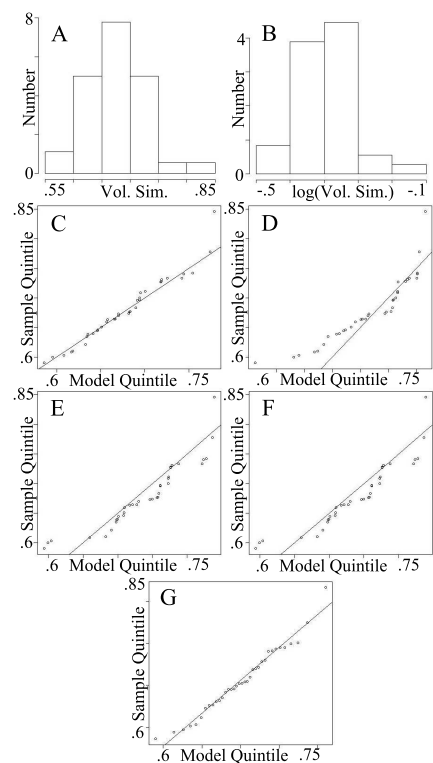 A
8
Number
0
.55 Vol. Sim. .85
B
4
Number
0
-.5 log(Vol. Sim.) -.1
C
.85
Sample Quintile
.6
.6 Model Quintile .75
D
.85
Sample Quintile
.6
.6 Model Quintile .75
E
.85
Sample Quintile
.6
.6 Model Quintile .75
F
.85
Sample Quintile
.6
.6 Model Quintile .75
G
.85
Sample Quintile
.6
.6 Model Quintile .75